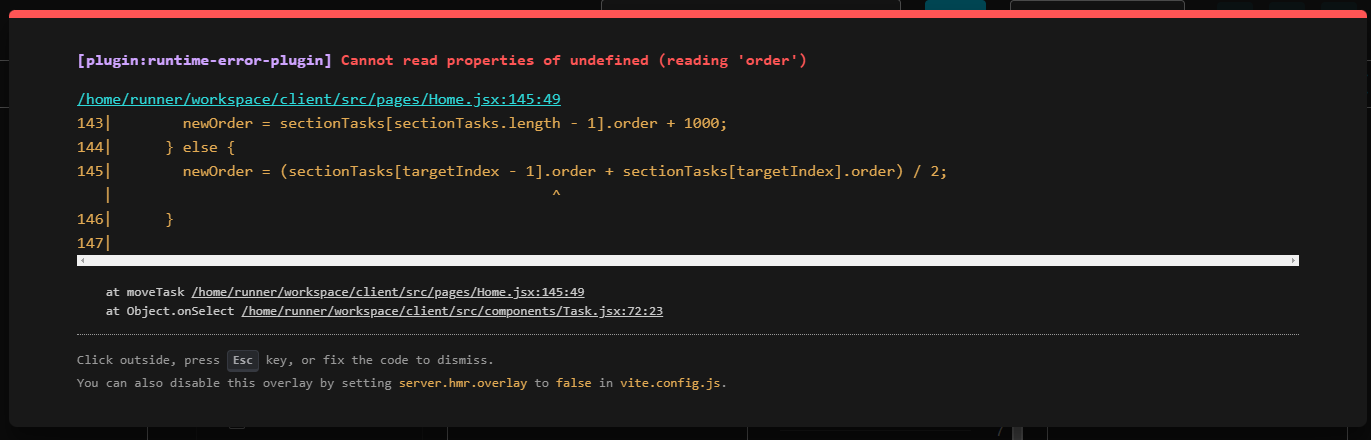 [plugin:runtime-error-plugin] Cannot read properties of undefined (reading 'order')
/home/runner/workspace/client/src/pages/Home.jsx:145:49
143|        newOrder = sectionTasks[sectionTasks.length - 1].order + 1000;
144|      } else {
145|        newOrder = (sectionTasks[targetIndex - 1].order + sectionTasks[targetIndex].order) / 2;
   |                                                    ^
146|      }
147|
at moveTask /home/runner/workspace/client/src/pages/Home.jsx:145:49
at Object.onSelect /home/runner/workspace/client/src/components/Task.jsx:72:23
Click outside, press Esc key, or fix the code to dismiss.
You can also disable this overlay by setting server.hmr.overlay to false in vite.config.js.